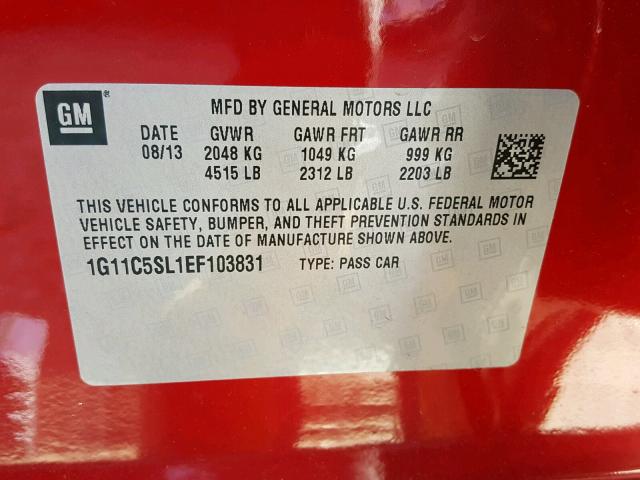 GM
MFD BY GENERAL MOTORS LLC
DATE GVWR GAWR FRT GAWR RR
08/13 2048 KG 1049 KG 999 KG
4515 LB 2312 LB 2203 LB
THIS VEHICLE CONFORMS TO ALL APPLICABLE U.S. FEDERAL MOTOR
VEHICLE SAFETY, BUMPER, AND THEFT PREVENTION STANDARDS IN
EFFECT ON THE DATE OF MANUFACTURE SHOWN ABOVE.
1G11C5SL1EF103831 TYPE: PASS CAR